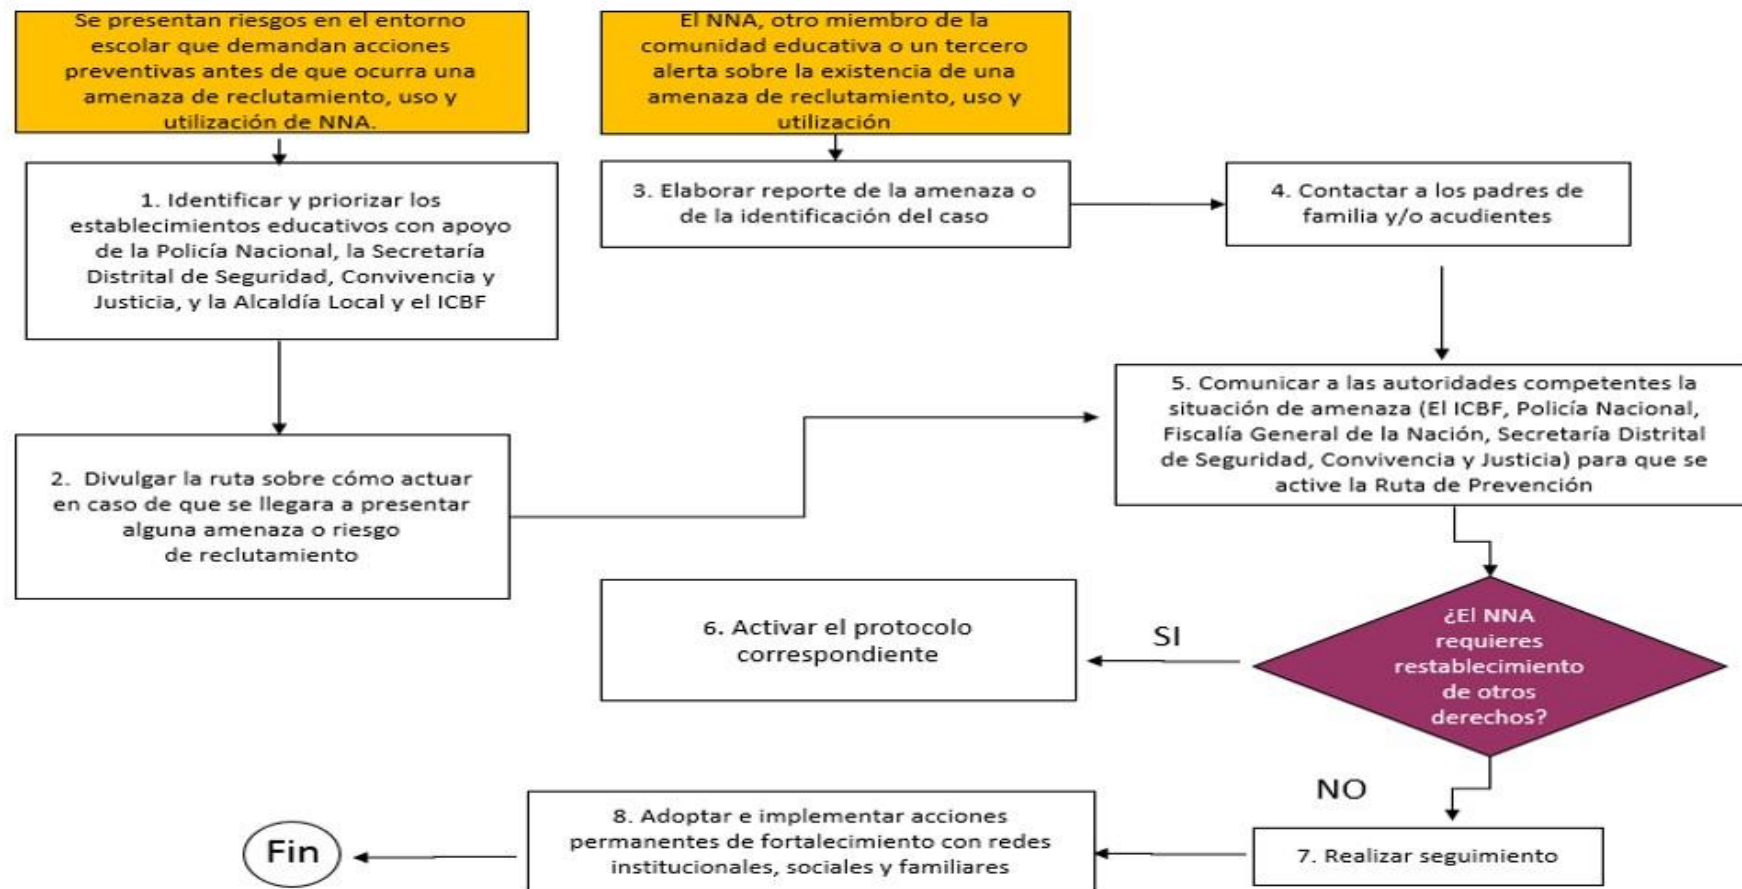 Se presentan riesgos en el entorno
escolar que demandan acciones
preventivas antes de que ocurra una
amenaza de reclutamiento, uso y
utilización de NNA.
El NNA, otro miembro de la
comunidad educativa o un tercero
alerta sobre la existencia de una
amenaza de reclutamiento, uso y
utilización
1. Identificar y priorizar los
establecimientos educativos con apoyo
de la Policía Nacional, la Secretaría
Distrital de Seguridad, Convivencia y
Justicia, y la Alcaldía Local y el ICBF
3. Elaborar reporte de la amenaza o
de la identificación del caso
4. Contactar a los padres de
familia y/o acudientes
2. Divulgar la ruta sobre cómo actuar
en caso de que se llegara a presentar
alguna amenaza o riesgo
de reclutamiento
5. Comunicar a las autoridades competentes la
situación de amenaza (El ICBF, Policía Nacional,
Fiscalía General de la Nación, Secretaría Distrital
de Seguridad, Convivencia y Justicia) para que se
active la Ruta de Prevención
¿El NNA
requieres
restablecimiento
de otros
derechos?
SI
6. Activar el protocolo
correspondiente
NO
7. Realizar seguimiento
8. Adoptar e implementar acciones
permanentes de fortalecimiento con redes
institucionales, sociales y familiares
Fin